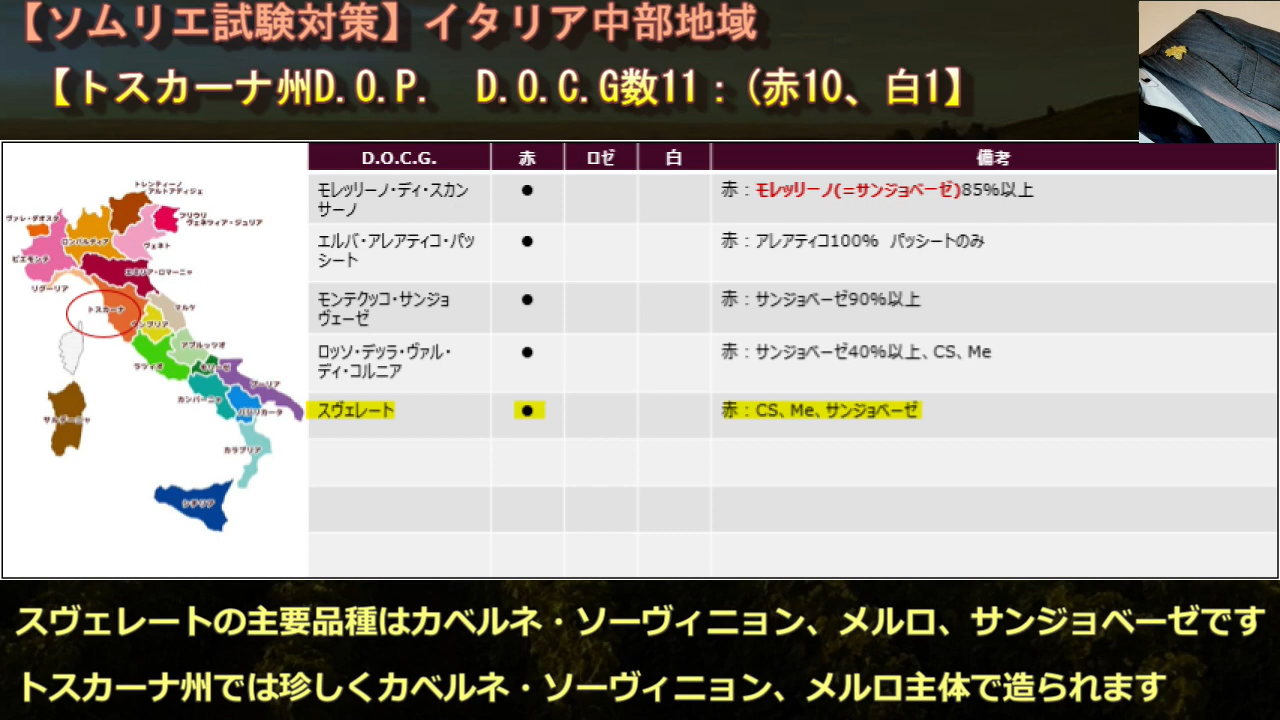 【ソムリエ試験対策】イタリア中部地域
【トスカーナ州D.O.P. D.O.C.G数11:(赤10、白1】
D.O.C.G. 赤 ロゼ 白 備考
モレッリーノ・ディ・スカンサーノ ● 赤:モレッリーノ(=サンジョベーゼ)85%以上
エルバ・アレアティコ・パッシート ● 赤:アレアティコ100% パッシートのみ
モンテクッコ・サンジョヴェーゼ ● 赤:サンジョベーゼ90%以上
ロッソ・デッラ・ヴァル・ディ・コルニア ● 赤:サンジョベーゼ40%以上、CS、Me
スヴェレート ● 赤:CS、Me、サンジョベーゼ
トレンティーノ
アルトアディジェ
ヴァレ・ダオスタ
フリウリ
ヴェネツィア・ジュリア
ロンバルディア
ヴェネト
ピエモンテ
エミリア・ロマーニャ
リグーリア
トスカーナ
マルケ
ウンブリア
アブルッツオ
ラツィオ
モリーゼ
プーリア
カンパーニャ
バジリカータ
サルデーニャ
カラブリア
シチリア
スヴェレートの主要品種はカベルネ・ソーヴィニヨン、メルロ、サンジョベーゼです
トスカーナ州では珍しくカベルネ・ソーヴィニョン、メルロ主体で造られます